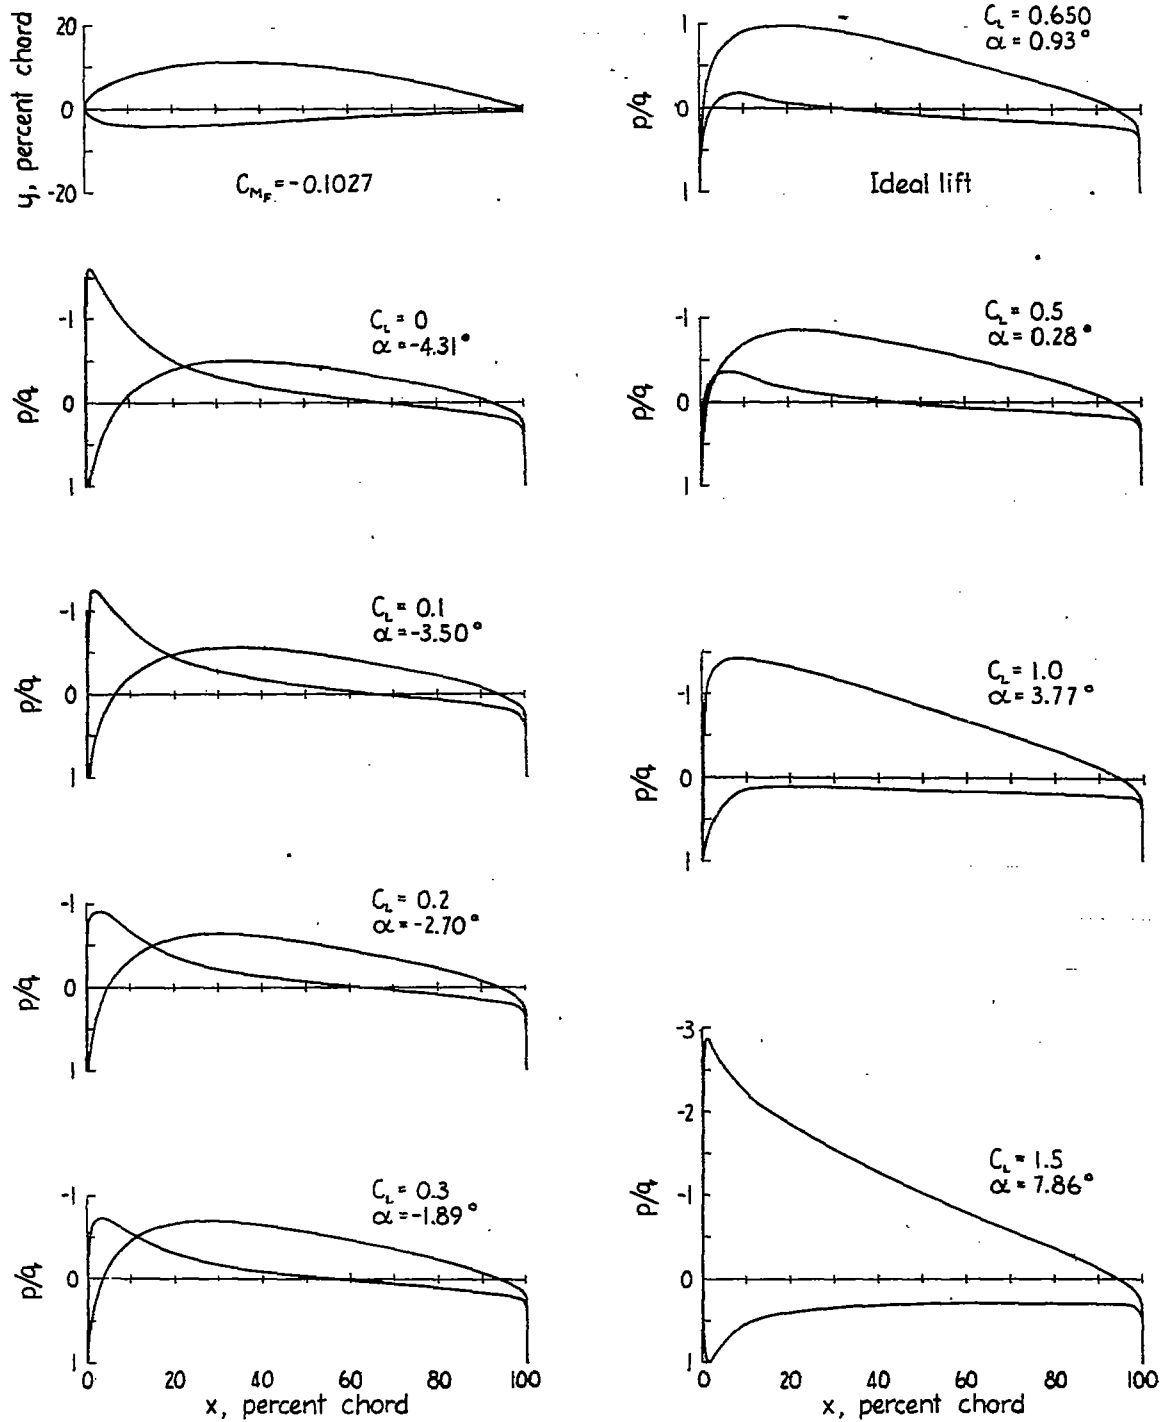 20
0
-20
y, percent chord
C_MF = -0.1027
-1
0
1
p/q
C_L = 0
α = -4.31°
-1
0
1
p/q
C_L = 0.1
α = -3.50°
-1
0
1
p/q
C_L = 0.2
α = -2.70°
-1
0
1
p/q
C_L = 0.3
α = -1.89°
0 20 40 60 80 100
x, percent chord
1
0
1
p/q
C_L = 0.650
α = 0.93°
Ideal lift
-1
0
1
p/q
C_L = 0.5
α = 0.28°
-1
0
1
p/q
C_L = 1.0
α = 3.77°
-3
-2
-1
0
1
p/q
C_L = 1.5
α = 7.86°
0 20 40 60 80 100
x, percent chord